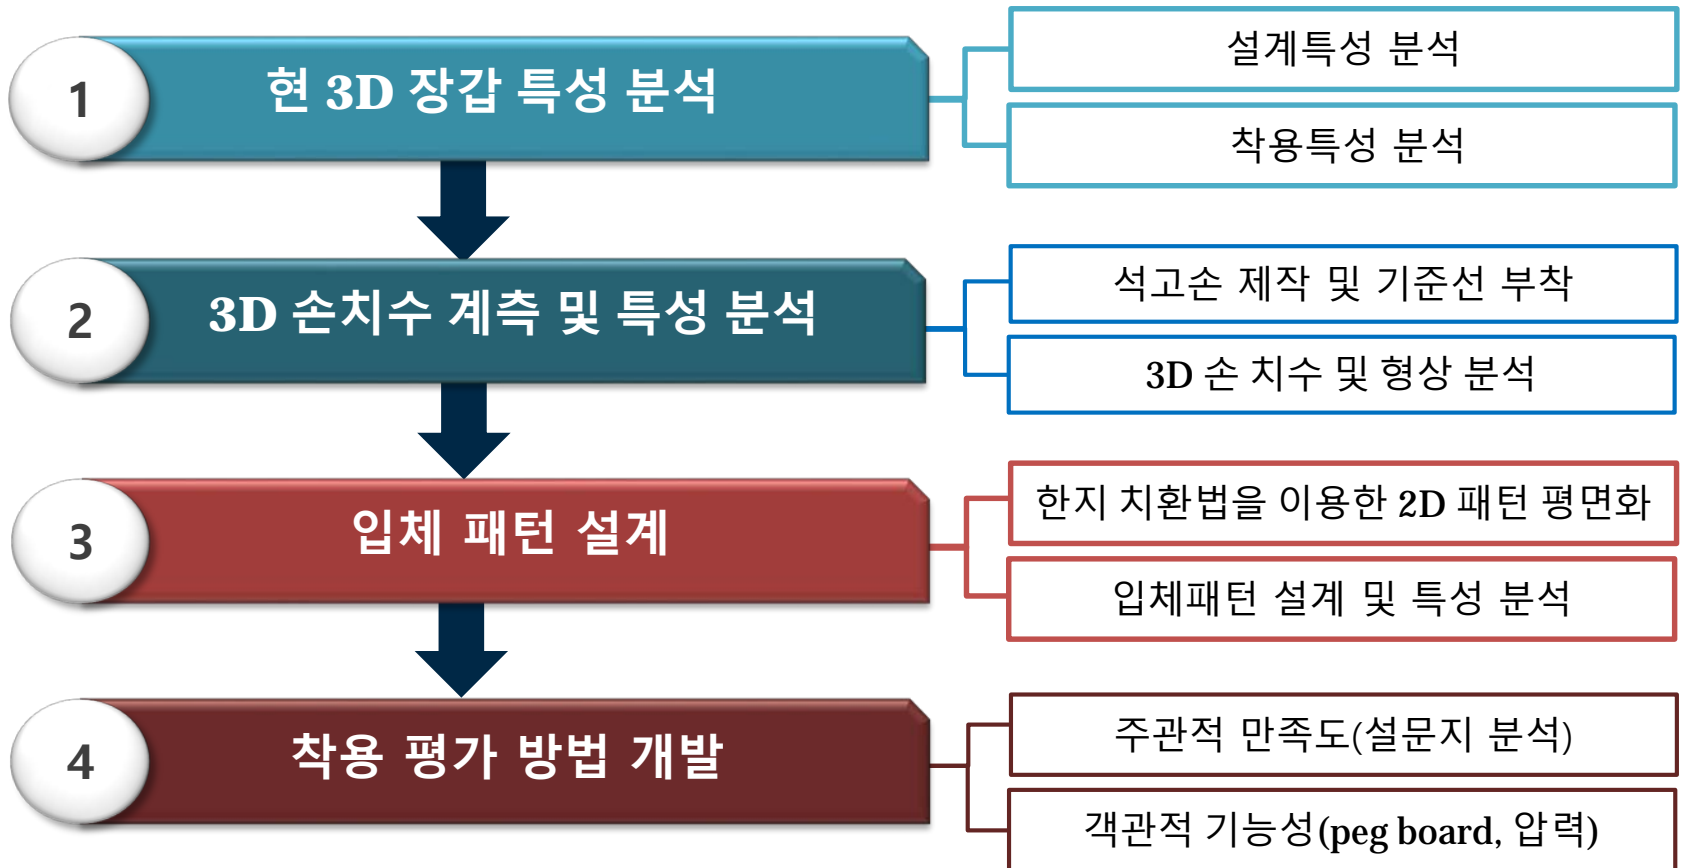 1
현 3D 장갑 특성 분석
설계특성 분석
착용특성 분석
2
3D 손치수 계측 및 특성 분석
석고손 제작 및 기준선 부착
3D 손 치수 및 형상 분석
3
입체 패턴 설계
한지 치환법을 이용한 2D 패턴 평면화
입체패턴 설계 및 특성 분석
4
착용 평가 방법 개발
주관적 만족도(설문지 분석)
객관적 기능성(peg board, 압력)